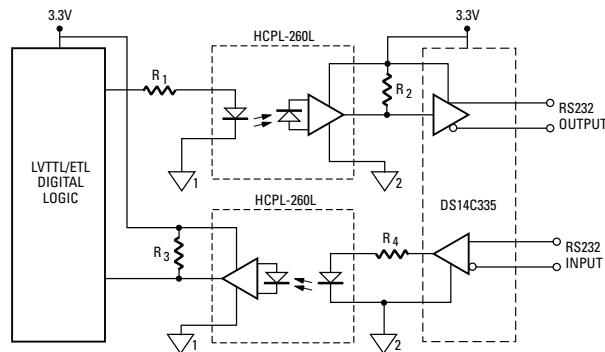 3.3V
HCPL-260L
3.3V
R1
R2
RS232
OUTPUT
LVTTL/ETL
DIGITAL
LOGIC
1
2
HCPL-260L
DS14C335
R3
R4
RS232
INPUT
1
2